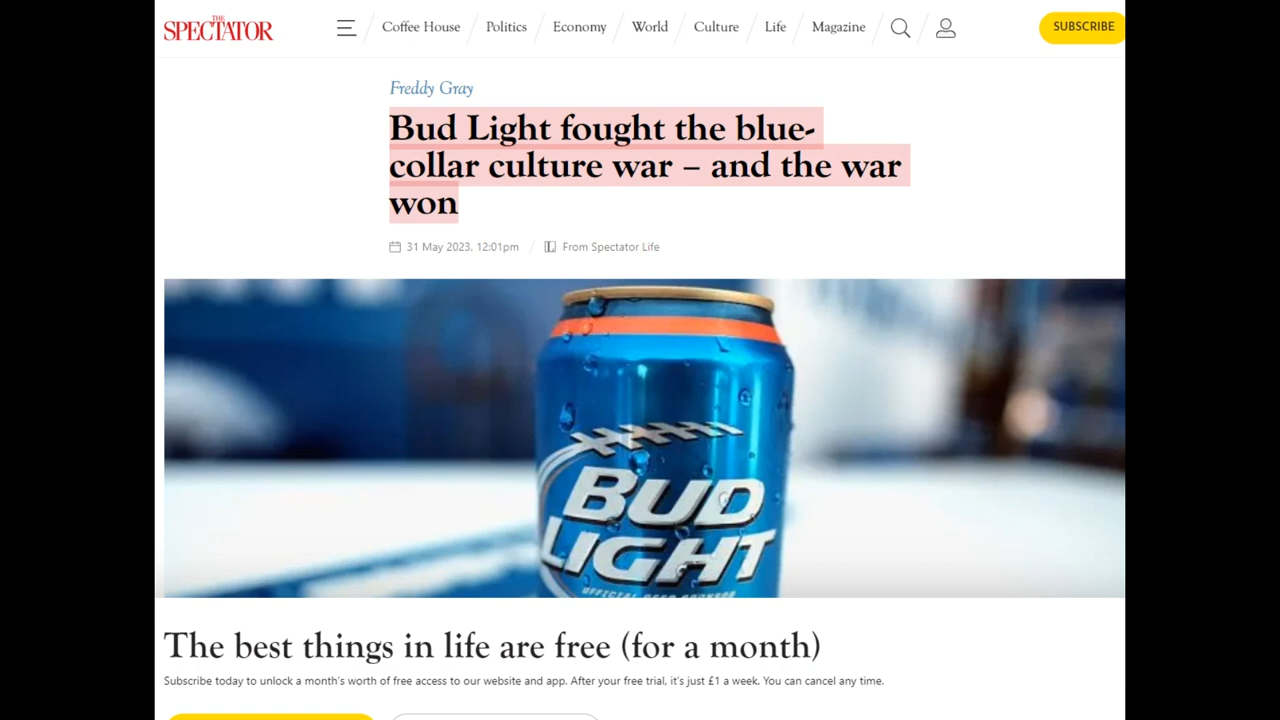 THE
SPECTATOR
Coffee House
Politics
Economy
World
Culture
Life
Magazine
SUBSCRIBE
Freddy Gray
Bud Light fought the blue-
collar culture war – and the war
won
31 May 2023, 12:01pm
From Spectator Life
BUD
LIGHT
The best things in life are free (for a month)
Subscribe today to unlock a month's worth of free access to our website and app. After your free trial, it's just £1 a week. You can cancel any time.